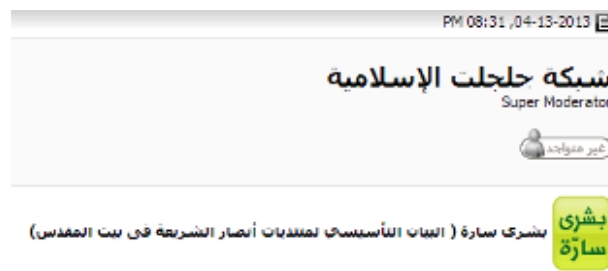 04-13-2013, 08:31 PM
شبكة جلجلت الإسلامية
Super Moderator
غير متواجد
بشرى سارّة
بشرى سارة ( البيان التأسيسي لمنتديات أنصار الشريعة في بيت المقدس)